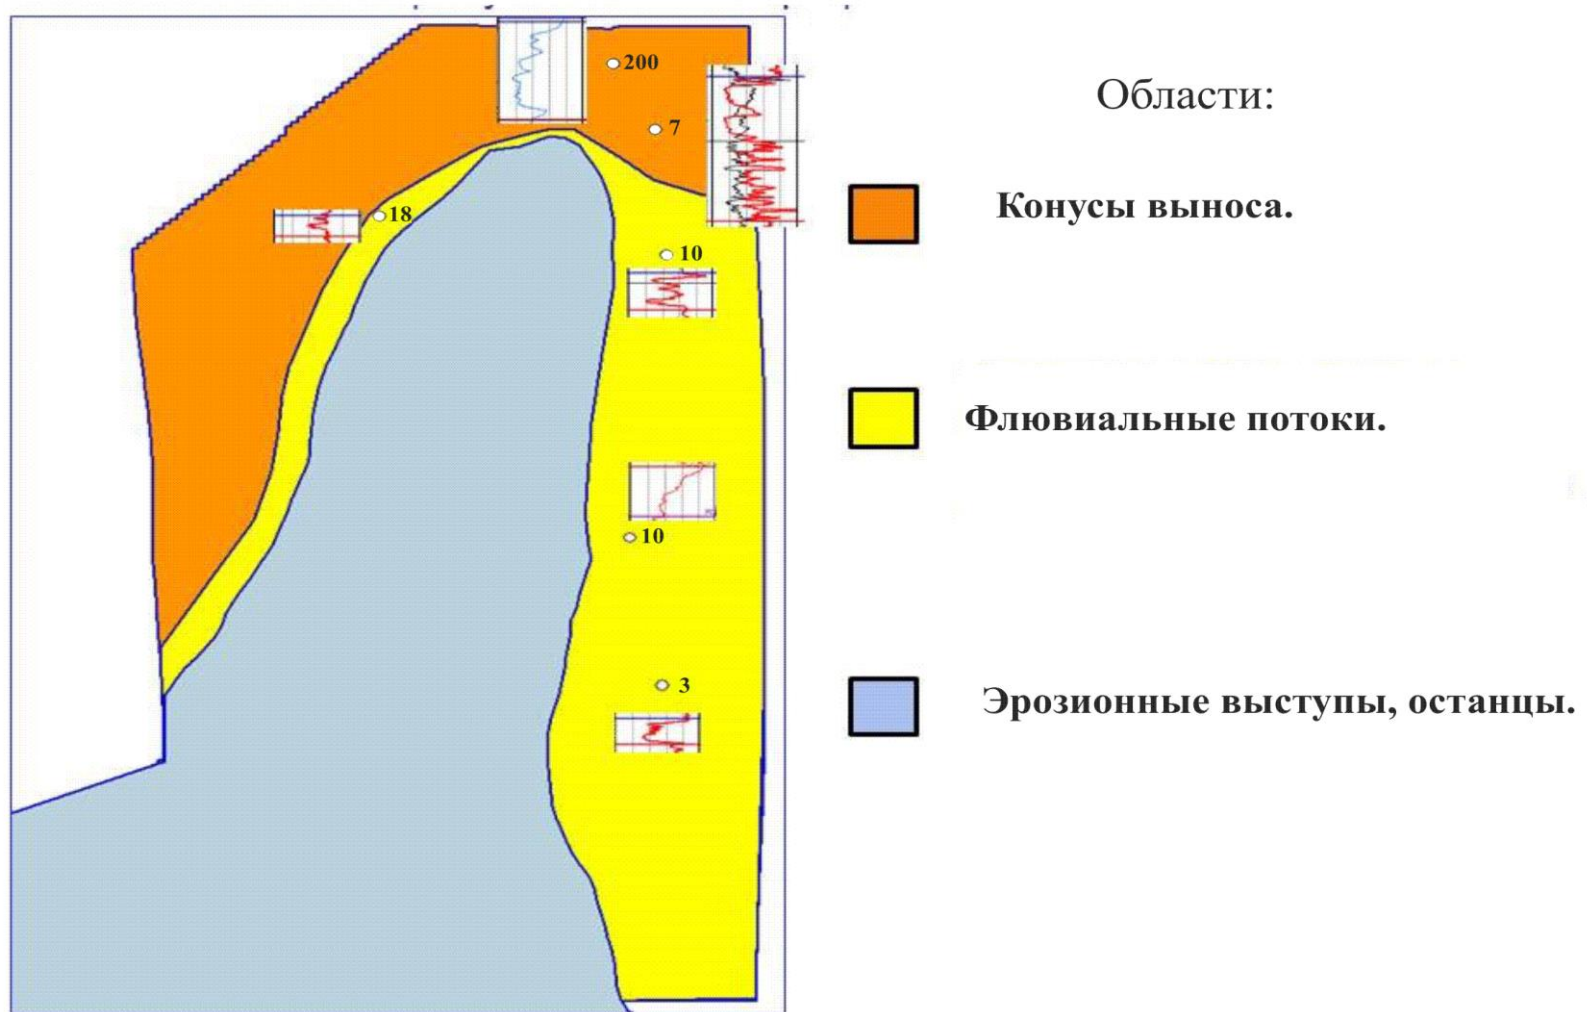 200
Области:
7
Конусы выноса.
18
10
Флювиальные потоки.
10
3
Эрозионные выступы, останцы.